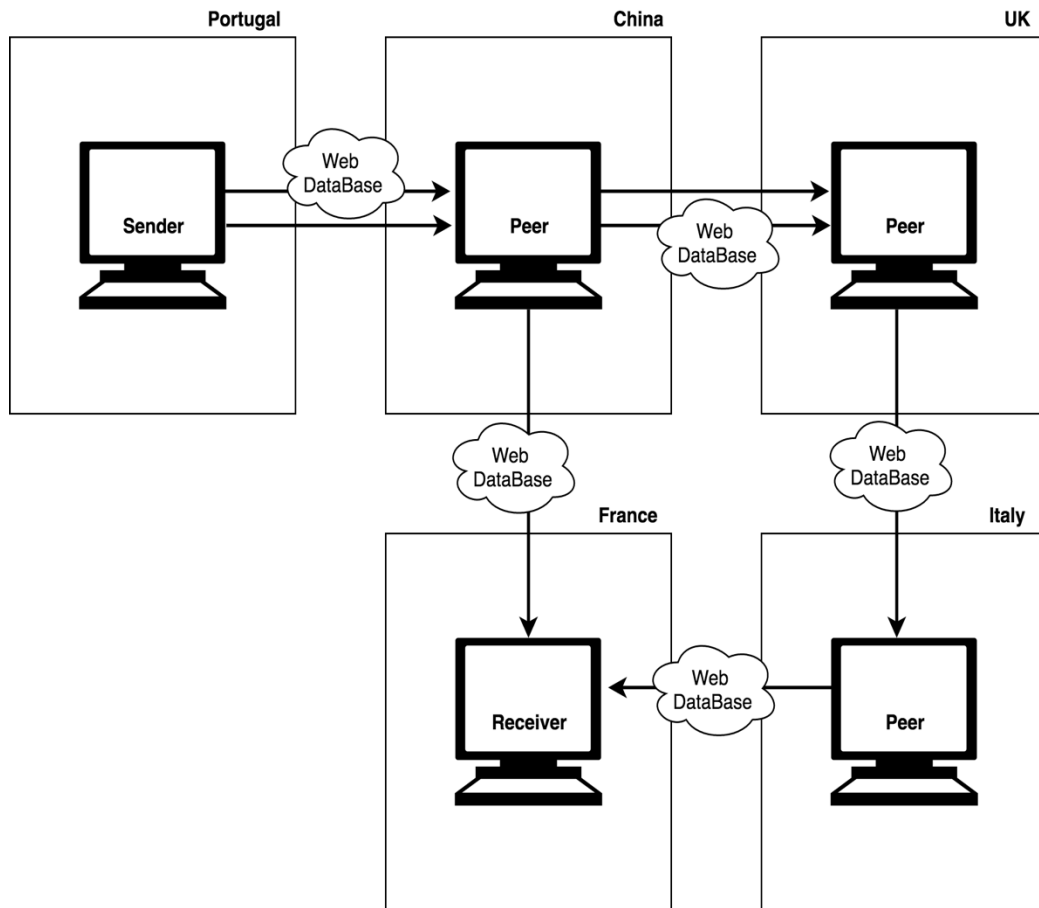 Portugal
China
UK
Web
DataBase
Sender
Peer
Peer
Web
DataBase
Web
DataBase
Web
DataBase
France
Italy
Web
DataBase
Receiver
Peer